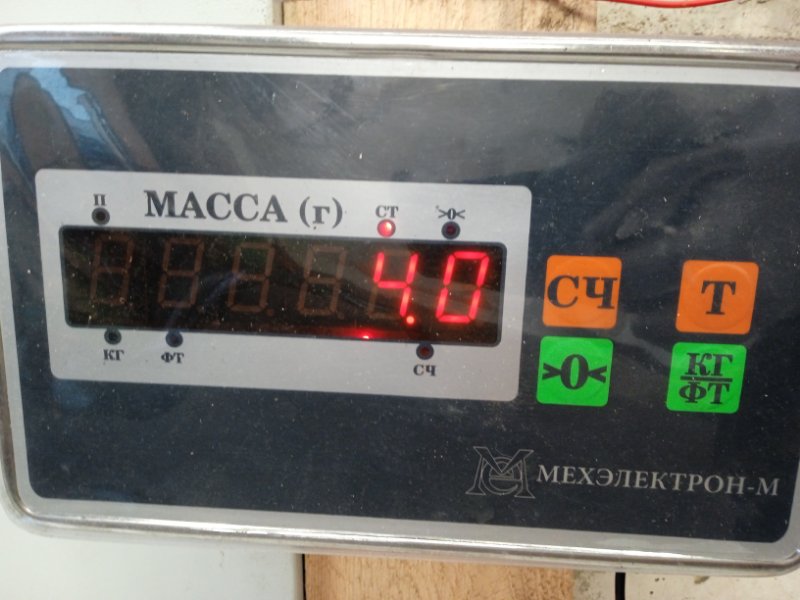 П
МАССА (г)
СТ
>0<
4.0
КГ
ФТ
СЧ
СЧ
Т
>0<
КГ
ФТ
МЕХЭЛЕКТРОН-М